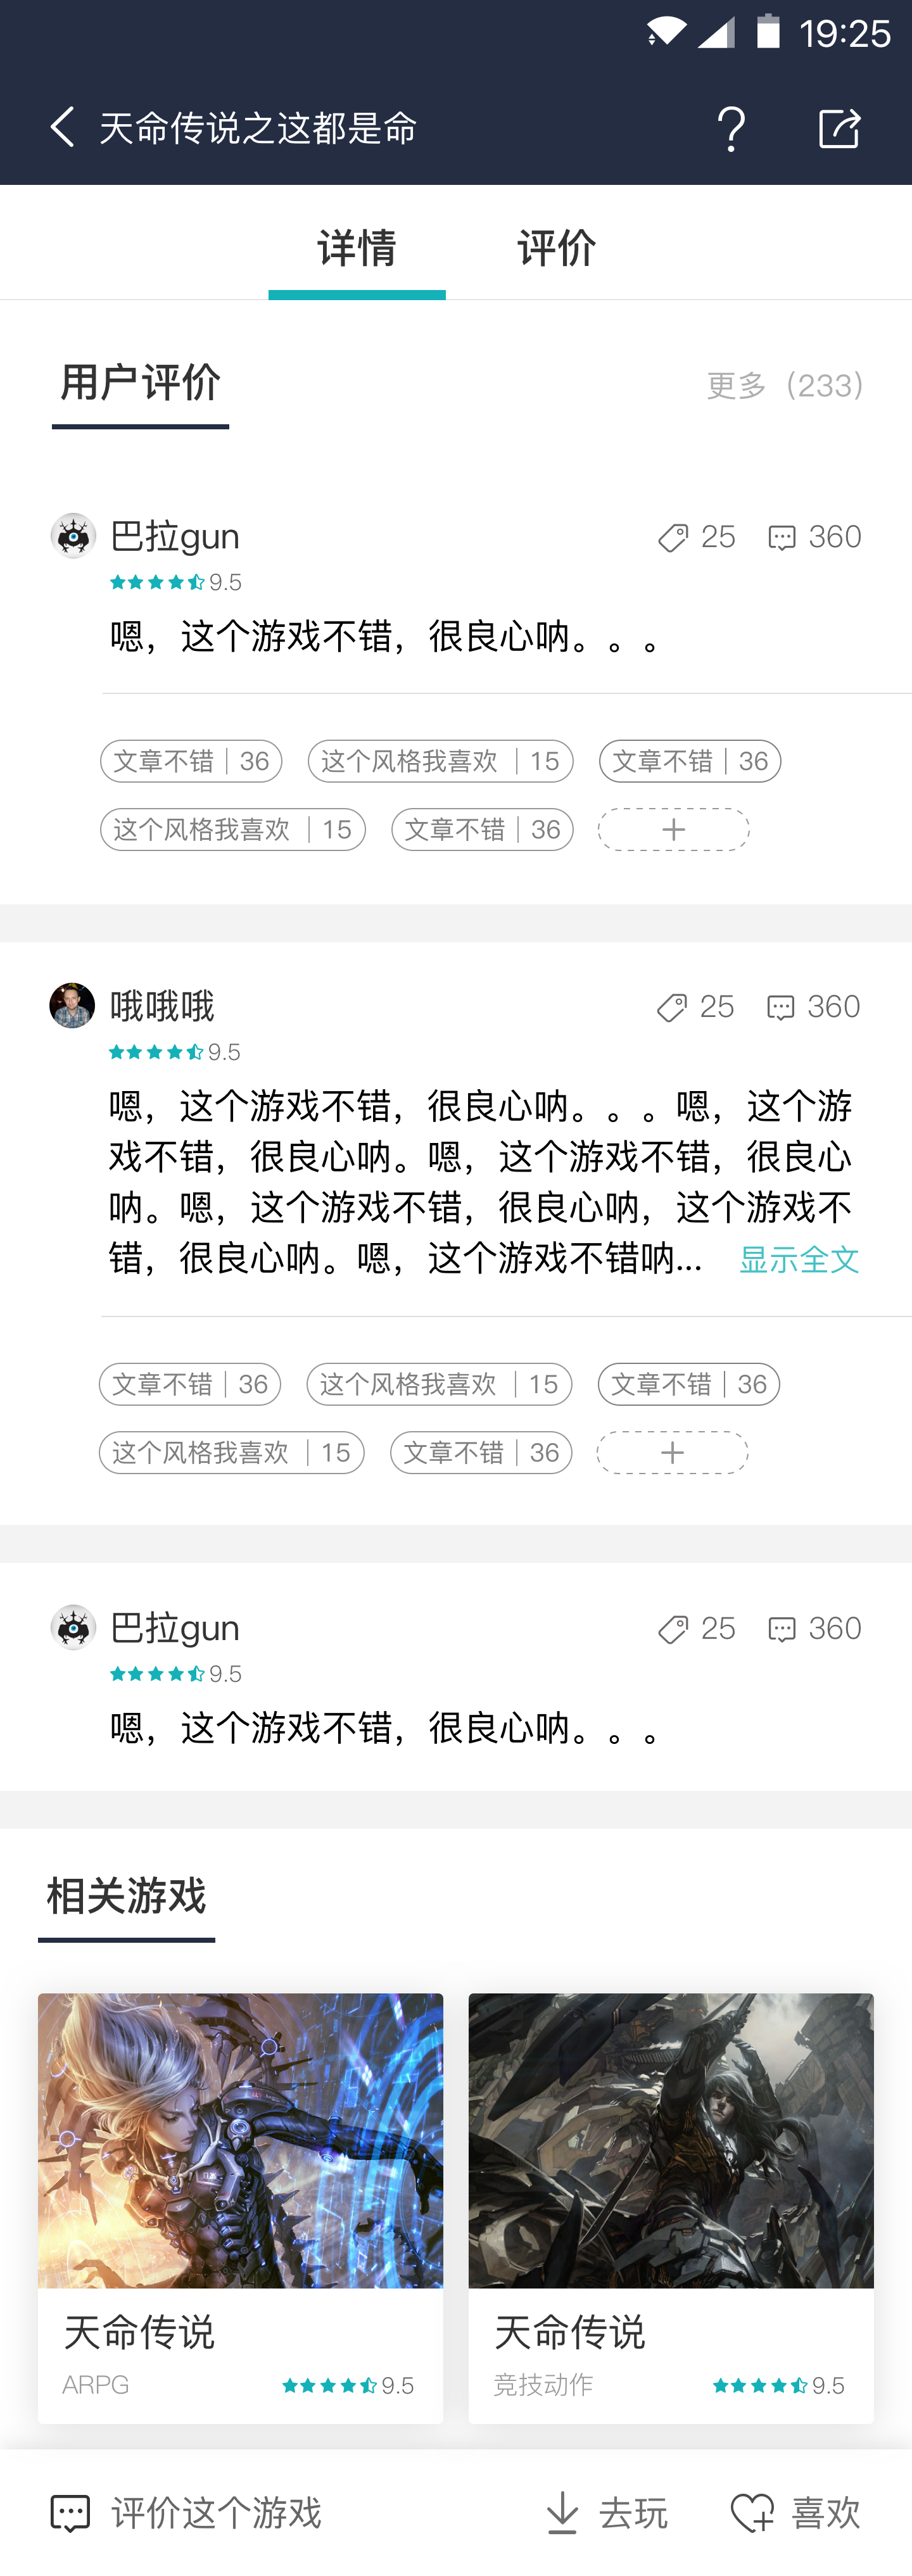 19:25
天命传说之这都是命
详情 评价
用户评价 更多（233）
巴拉gun 25 360
9.5
嗯，这个游戏不错，很良心呐。。。
文章不错 | 36 这个风格我喜欢 | 15 文章不错 | 36
这个风格我喜欢 | 15 文章不错 | 36 +
哦哦哦 25 360
9.5
嗯，这个游戏不错，很良心呐。。。嗯，这个游
戏不错，很良心呐。嗯，这个游戏不错，很良心
呐。嗯，这个游戏不错，很良心呐，这个游戏不
错，很良心呐。嗯，这个游戏不错呐... 显示全文
文章不错 | 36 这个风格我喜欢 | 15 文章不错 | 36
这个风格我喜欢 | 15 文章不错 | 36 +
巴拉gun 25 360
9.5
嗯，这个游戏不错，很良心呐。。。
相关游戏
天命传说 天命传说
ARPG 9.5 竞技动作 9.5
评价这个游戏 去玩 喜欢